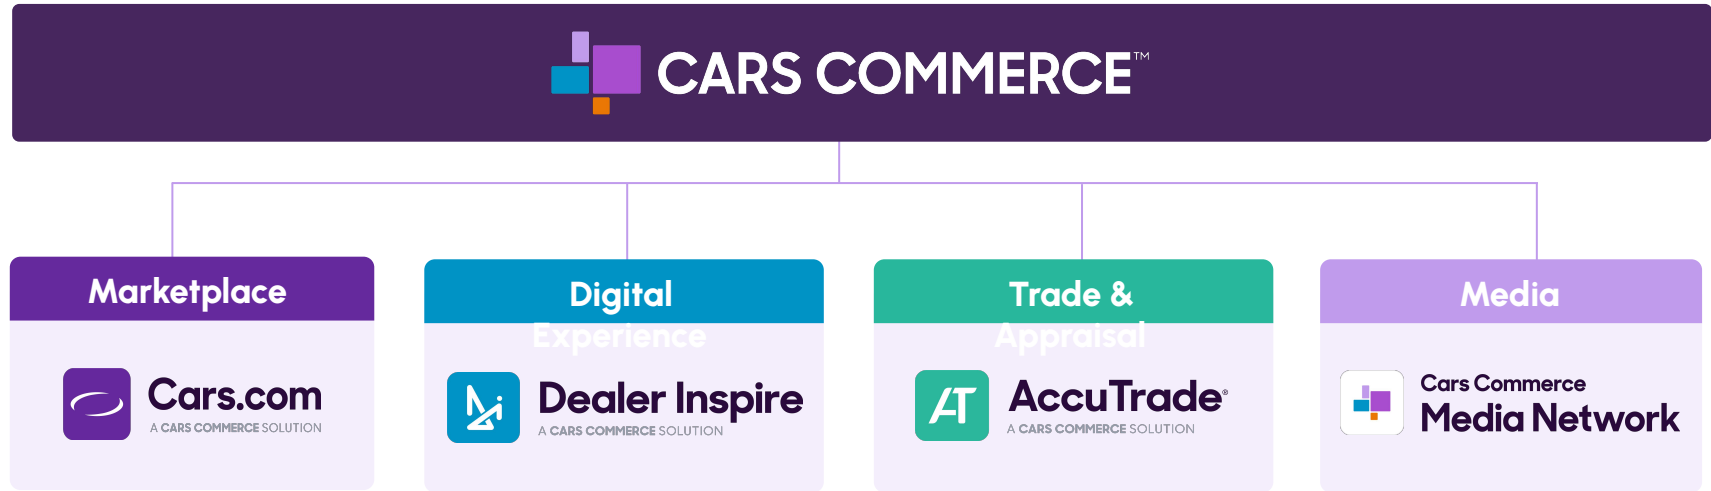 CARS COMMERCE™
Marketplace
Digital
Experience
Trade &
Appraisal
Media
Cars.com
A CARS COMMERCE SOLUTION
Dealer Inspire
A CARS COMMERCE SOLUTION
AT
AccuTrade®
A CARS COMMERCE SOLUTION
Cars Commerce
Media Network